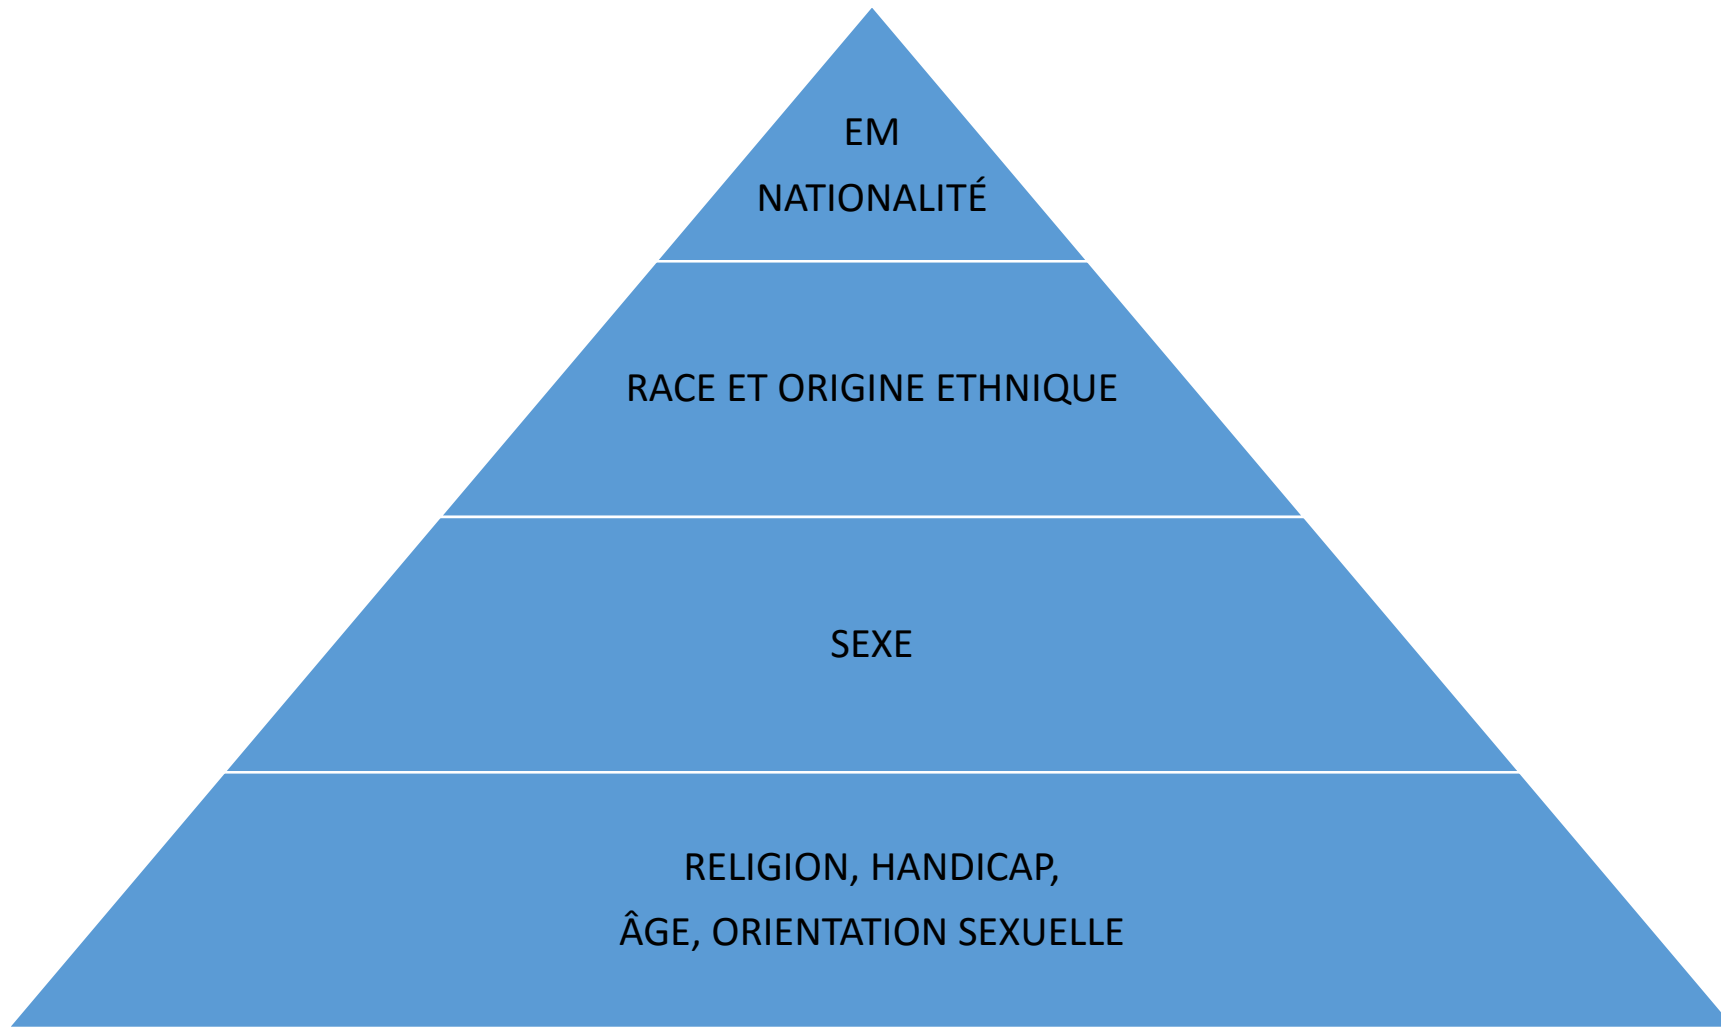 EM
NATIONALITÉ
RACE ET ORIGINE ETHNIQUE
SEXE
RELIGION, HANDICAP,
ÂGE, ORIENTATION SEXUELLE